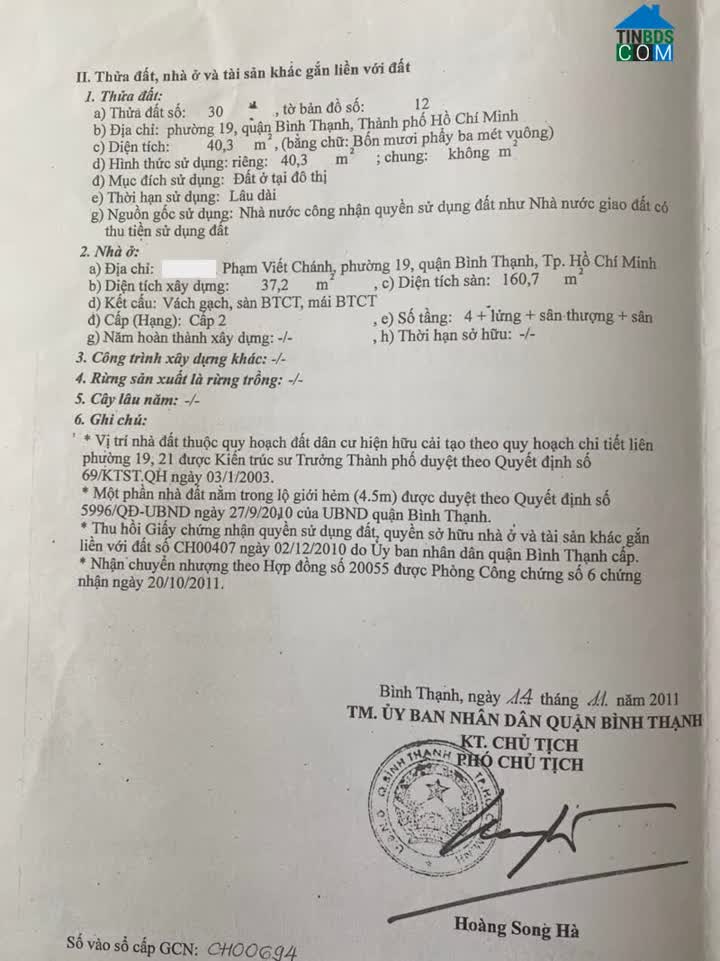 TINBDS
COM
II. Thửa đất, nhà ở và tài sản khác gắn liền với đất
1. Thửa đất:
a) Thửa đất số: 30 , tờ bản đồ số: 12
b) Địa chỉ: phường 19, quận Bình Thạnh, Thành phố Hồ Chí Minh
c) Diện tích: 40,3 m², (bằng chữ: Bốn mươi phẩy ba mét vuông)
d) Hình thức sử dụng: riêng: 40,3 m² ; chung: không m²
đ) Mục đích sử dụng: Đất ở tại đô thị
e) Thời hạn sử dụng: Lâu dài
g) Nguồn gốc sử dụng: Nhà nước công nhận quyền sử dụng đất như Nhà nước giao đất có
thu tiền sử dụng đất
2. Nhà ở:
a) Địa chỉ: Phạm Viết Chánh, phường 19, quận Bình Thạnh, Tp. Hồ Chí Minh
b) Diện tích xây dựng: 37,2 m² , c) Diện tích sàn: 160,7 m²
d) Kết cấu: Vách gạch, sàn BTCT, mái BTCT
đ) Cấp (Hạng): Cấp 2 , e) Số tầng: 4 + lửng + sân thượng + sân
g) Năm hoàn thành xây dựng: -/- , h) Thời hạn sở hữu: -/-
3. Công trình xây dựng khác: -/-
4. Rừng sản xuất là rừng trồng: -/-
5. Cây lâu năm: -/-
6. Ghi chú:
* Vị trí nhà đất thuộc quy hoạch đất dân cư hiện hữu cải tạo theo quy hoạch chi tiết liên
phường 19, 21 được Kiến trúc sư Trưởng Thành phố duyệt theo Quyết định số
69/KTST.QH ngày 03/1/2003.
* Một phần nhà đất nằm trong lộ giới hẻm (4.5m) được duyệt theo Quyết định số
5996/QĐ-UBND ngày 27/9/2010 của UBND quận Bình Thạnh.
* Thu hồi Giấy chứng nhận quyền sử dụng đất, quyền sở hữu nhà ở và tài sản khác gắn
liền với đất số CH00407 ngày 02/12/2010 do Ủy ban nhân dân quận Bình Thạnh cấp.
* Nhận chuyển nhượng theo Hợp đồng số 20055 được Phòng Công chứng số 6 chứng
nhận ngày 20/10/2011.
Bình Thạnh, ngày 14 tháng 11 năm 2011
TM. ỦY BAN NHÂN DÂN QUẬN BÌNH THẠNH
KT. CHỦ TỊCH
PHÓ CHỦ TỊCH
U.B.N.D Q.BÌNH THẠNH TP.HỒ CHÍ MINH
Hoàng Song Hà
Số vào sổ cấp GCN: CH00694